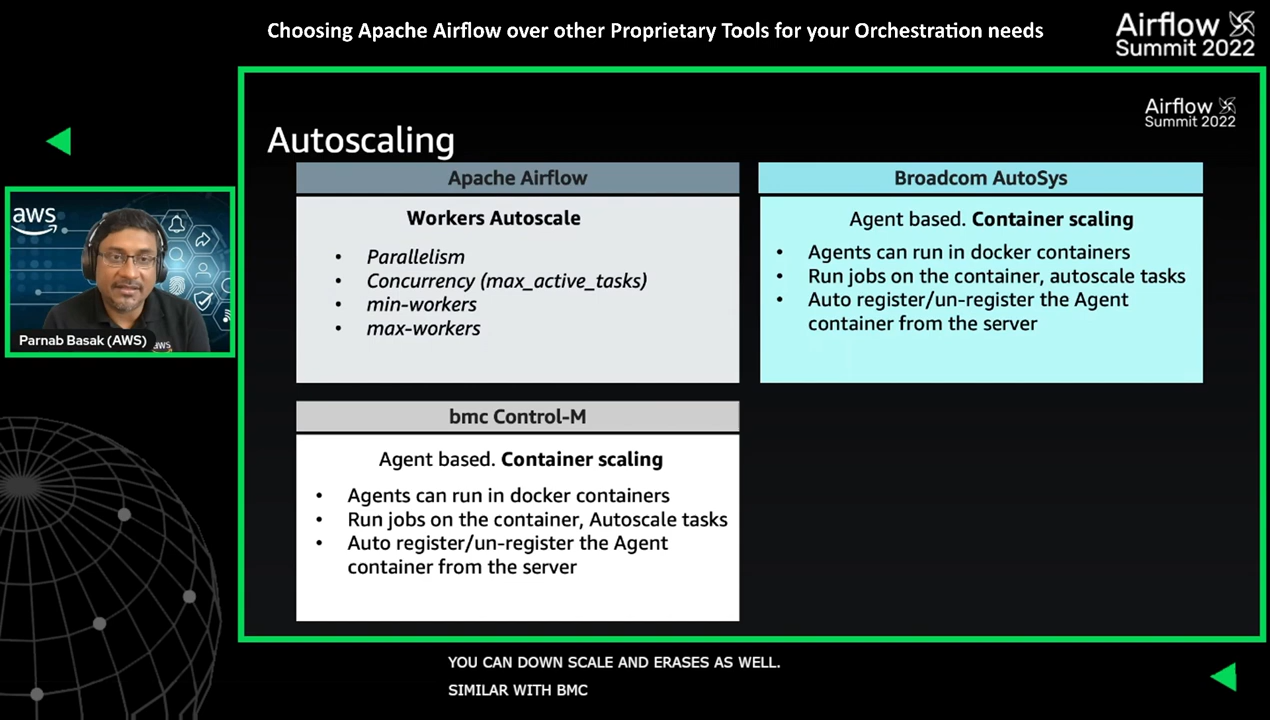 Choosing Apache Airflow over other Proprietary Tools for your Orchestration needs
Airflow
Summit 2022
Airflow
Summit 2022
Autoscaling
Apache Airflow
Workers Autoscale
• Parallelism
• Concurrency (max_active_tasks)
• min-workers
• max-workers
Broadcom AutoSys
Agent based. Container scaling
• Agents can run in docker containers
• Run jobs on the container, autoscale tasks
• Auto register/un-register the Agent
container from the server
aws
aws
Parnab Basak (AWS)
bmc Control-M
Agent based. Container scaling
• Agents can run in docker containers
• Run jobs on the container, Autoscale tasks
• Auto register/un-register the Agent
container from the server
YOU CAN DOWN SCALE AND ERASES AS WELL.
SIMILAR WITH BMC